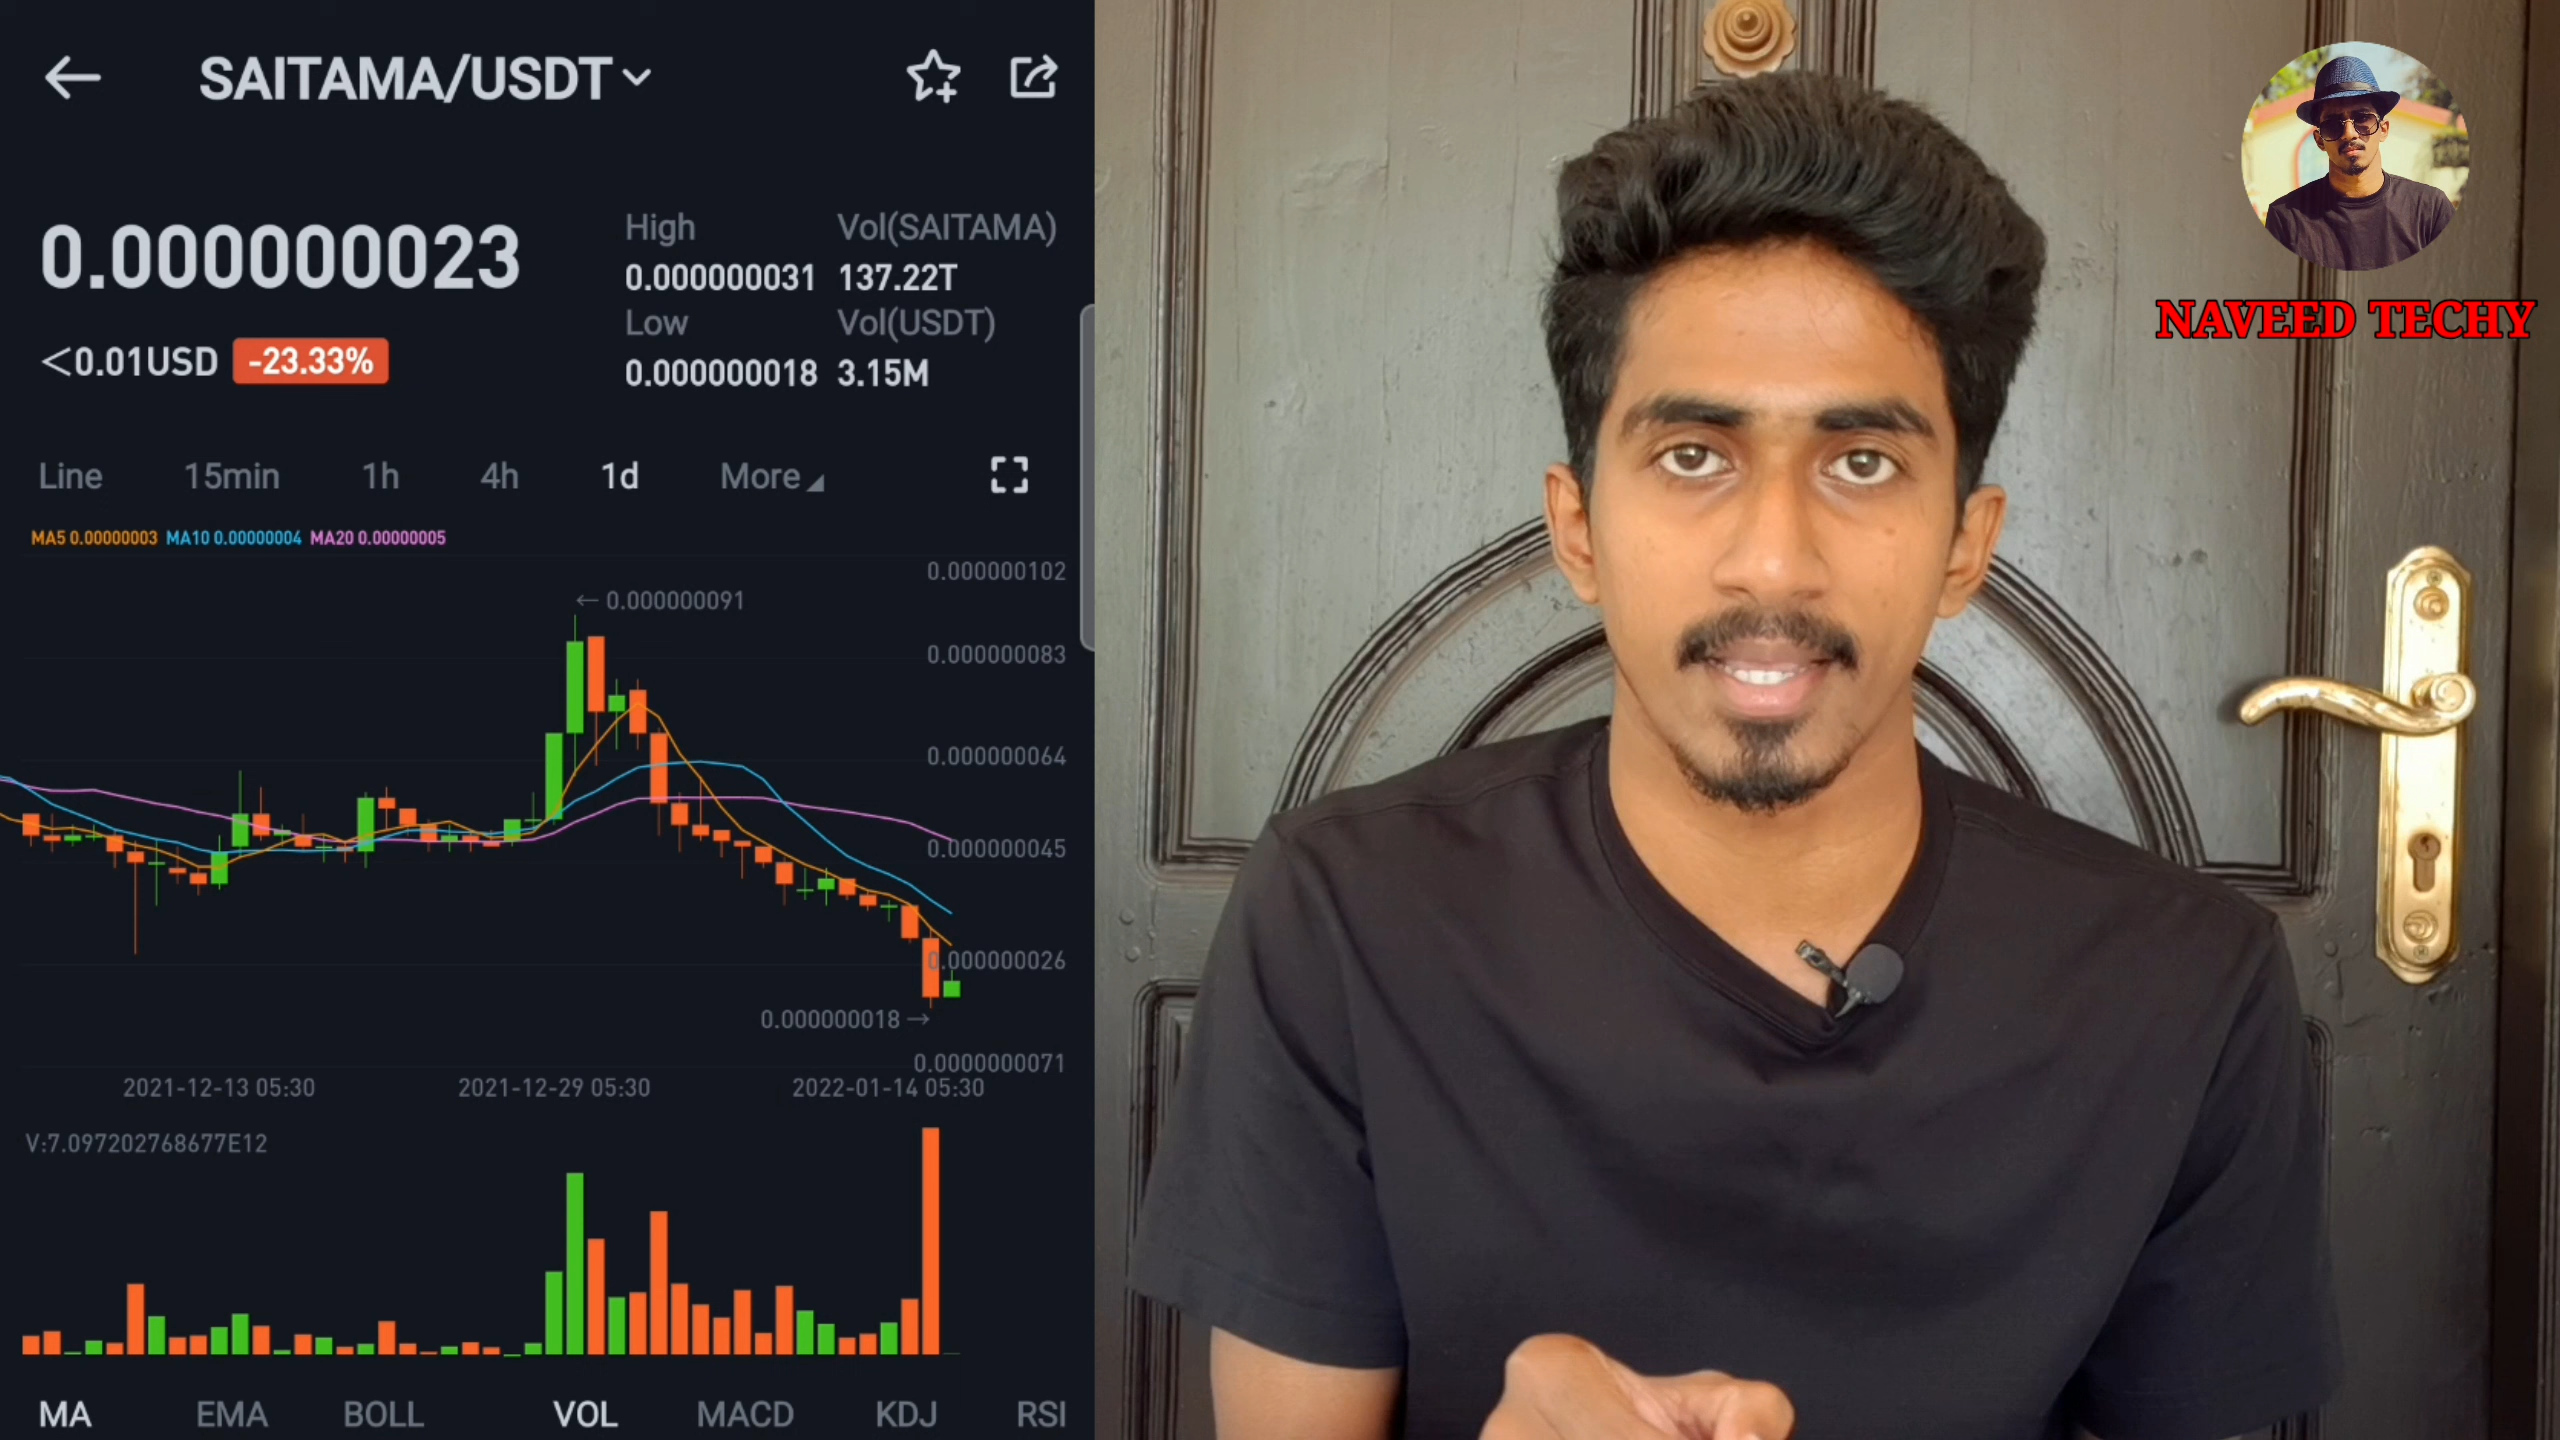 SAITAMA/USDT
0.000000023
<0.01USD -23.33%
High Vol(SAITAMA)
0.000000031 137.22T
Low Vol(USDT)
0.000000018 3.15M
Line 15min 1h 4h 1d More
MA5 0.00000003 MA10 0.00000004 MA20 0.00000005
0.000000102
0.000000091
0.000000083
0.000000064
0.000000045
0.000000026
0.000000018
0.0000000071
2021-12-13 05:30 2021-12-29 05:30 2022-01-14 05:30
V:7.097202768677E12
MA EMA BOLL VOL MACD KDJ RSI
NAVEED TECHY